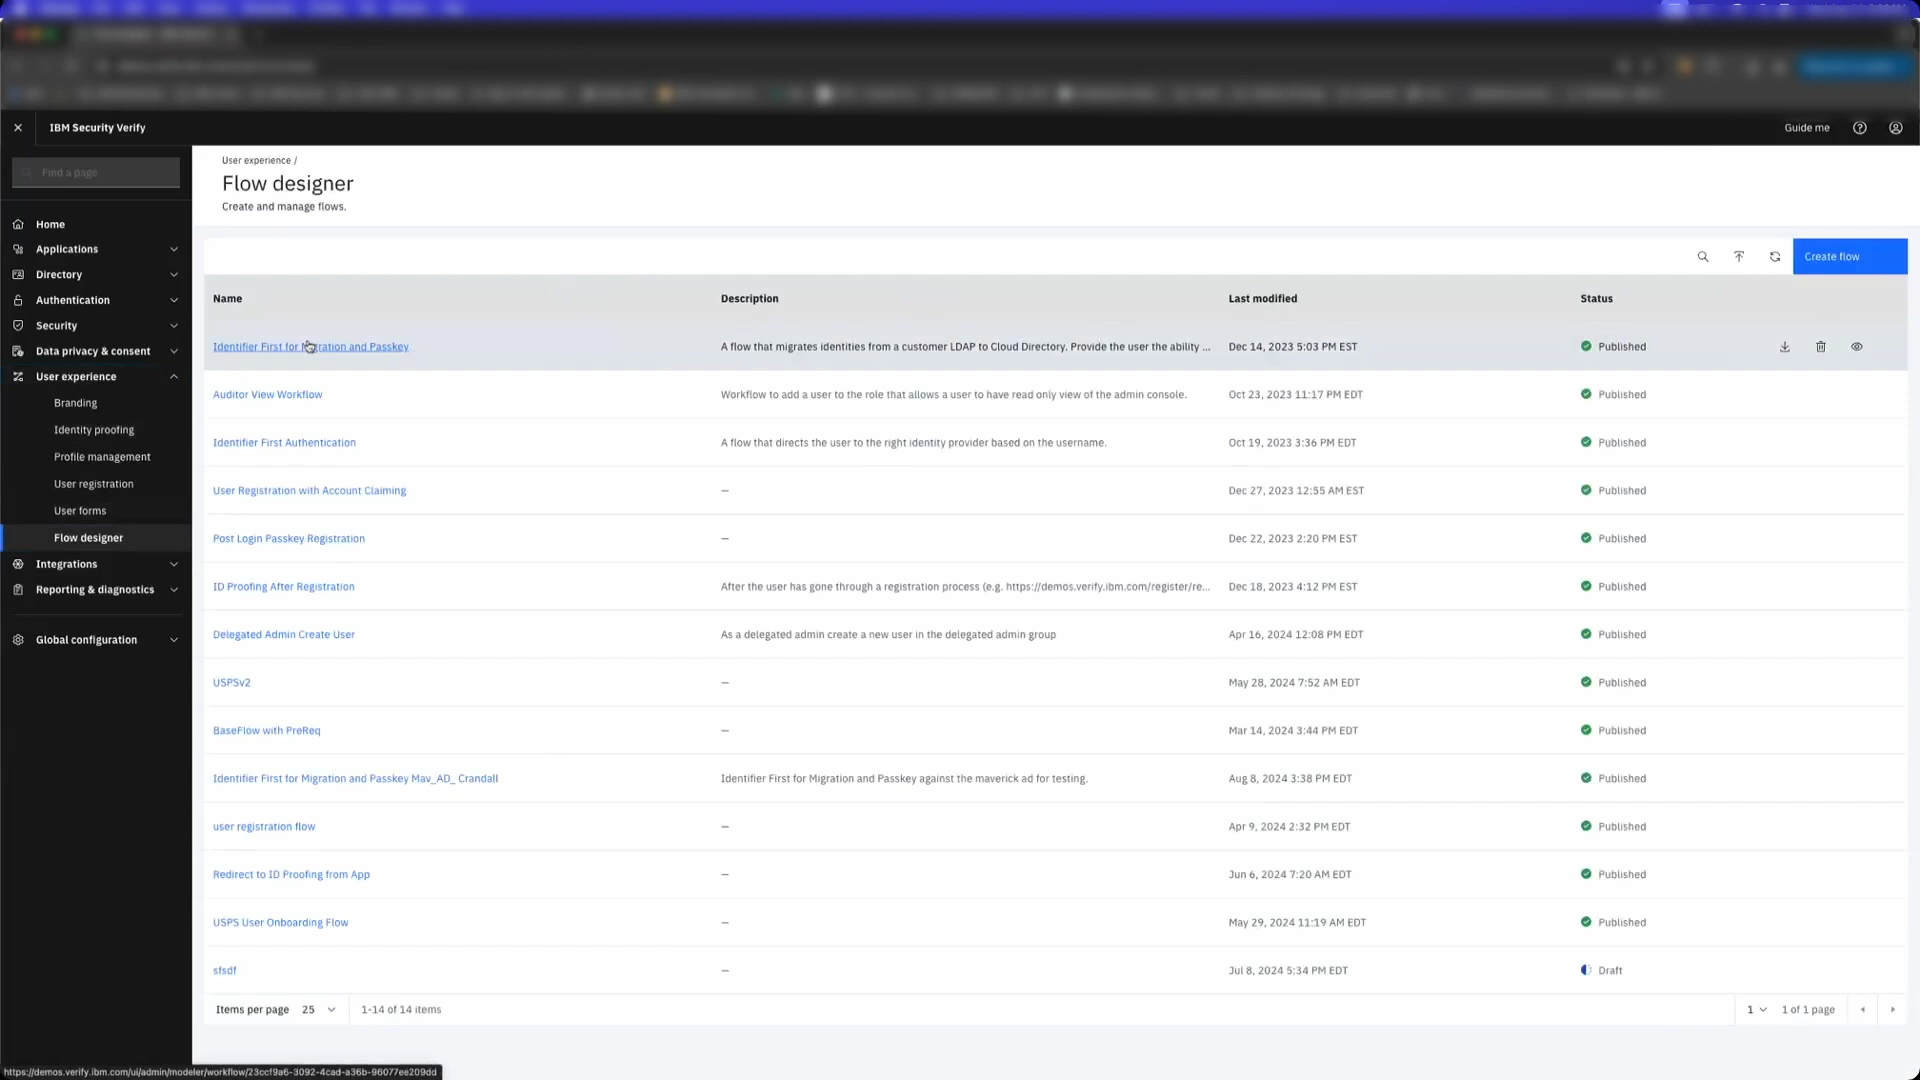 IBM Security Verify
Guide me
Find a page
Home
Applications
Directory
Authentication
Security
Data privacy & consent
User experience
Branding
Identity proofing
Profile management
User registration
User forms
Flow designer
Integrations
Reporting & diagnostics
Global configuration
User experience /
Flow designer
Create and manage flows.
Create flow
Name Description Last modified Status
Identifier First for Migration and Passkey A flow that migrates identities from a customer LDAP to Cloud Directory. Provide the user the ability ... Dec 14, 2023 5:03 PM EST Published
Auditor View Workflow Workflow to add a user to the role that allows a user to have read only view of the admin console. Oct 23, 2023 11:17 PM EDT Published
Identifier First Authentication A flow that directs the user to the right identity provider based on the username. Oct 19, 2023 3:36 PM EDT Published
User Registration with Account Claiming – Dec 27, 2023 12:55 AM EST Published
Post Login Passkey Registration – Dec 22, 2023 2:20 PM EST Published
ID Proofing After Registration After the user has gone through a registration process (e.g. https://demos.verify.ibm.com/register/re... Dec 18, 2023 4:12 PM EST Published
Delegated Admin Create User As a delegated admin create a new user in the delegated admin group Apr 16, 2024 12:08 PM EDT Published
USPSv2 – May 28, 2024 7:52 AM EDT Published
BaseFlow with PreReq – Mar 14, 2024 3:44 PM EDT Published
Identifier First for Migration and Passkey Mav_AD_ Crandall Identifier First for Migration and Passkey against the maverick ad for testing. Aug 8, 2024 3:38 PM EDT Published
user registration flow – Apr 9, 2024 2:32 PM EDT Published
Redirect to ID Proofing from App – Jun 6, 2024 7:20 AM EDT Published
USPS User Onboarding Flow – May 29, 2024 11:19 AM EDT Published
sfsdf – Jul 8, 2024 5:34 PM EDT Draft
Items per page 25 1-14 of 14 items 1 1 of 1 page
https://demos.verify.ibm.com/ui/admin/modeler/workflow/23ccf9a6-3092-4cad-a36b-96077ee209dd